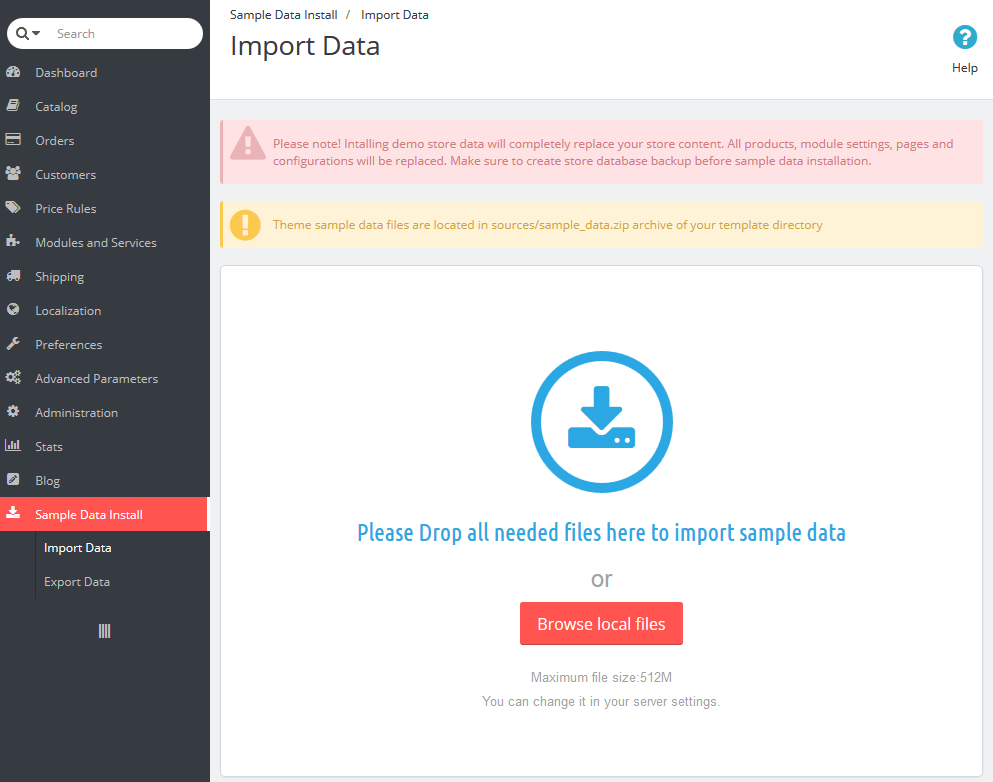 Search
Dashboard
Catalog
Orders
Customers
Price Rules
Modules and Services
Shipping
Localization
Preferences
Advanced Parameters
Administration
Stats
Blog
Sample Data Install
Import Data
Export Data
Sample Data Install / Import Data
Import Data
Help
Please note! Intalling demo store data will completely replace your store content. All products, module settings, pages and
configurations will be replaced. Make sure to create store database backup before sample data installation.
Theme sample data files are located in sources/sample_data.zip archive of your template directory
Please Drop all needed files here to import sample data
or
Browse local files
Maximum file size:512M
You can change it in your server settings.